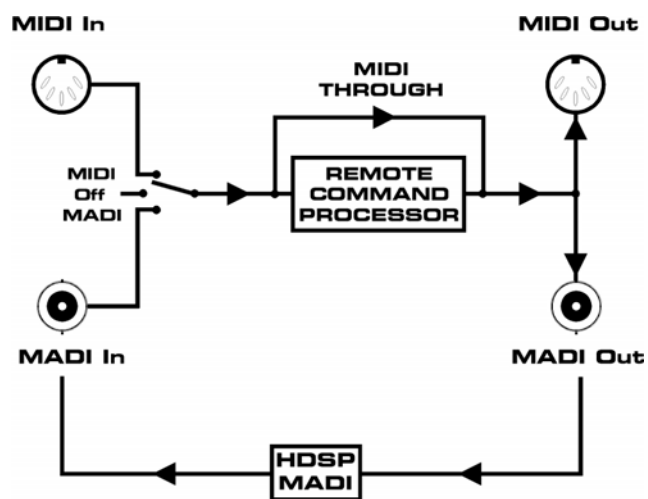 MIDI In
MIDI Out
MIDI
THROUGH
MIDI
Off
MADI
REMOTE
COMMAND
PROCESSOR
MADI In
MADI Out
HDSP
MADI